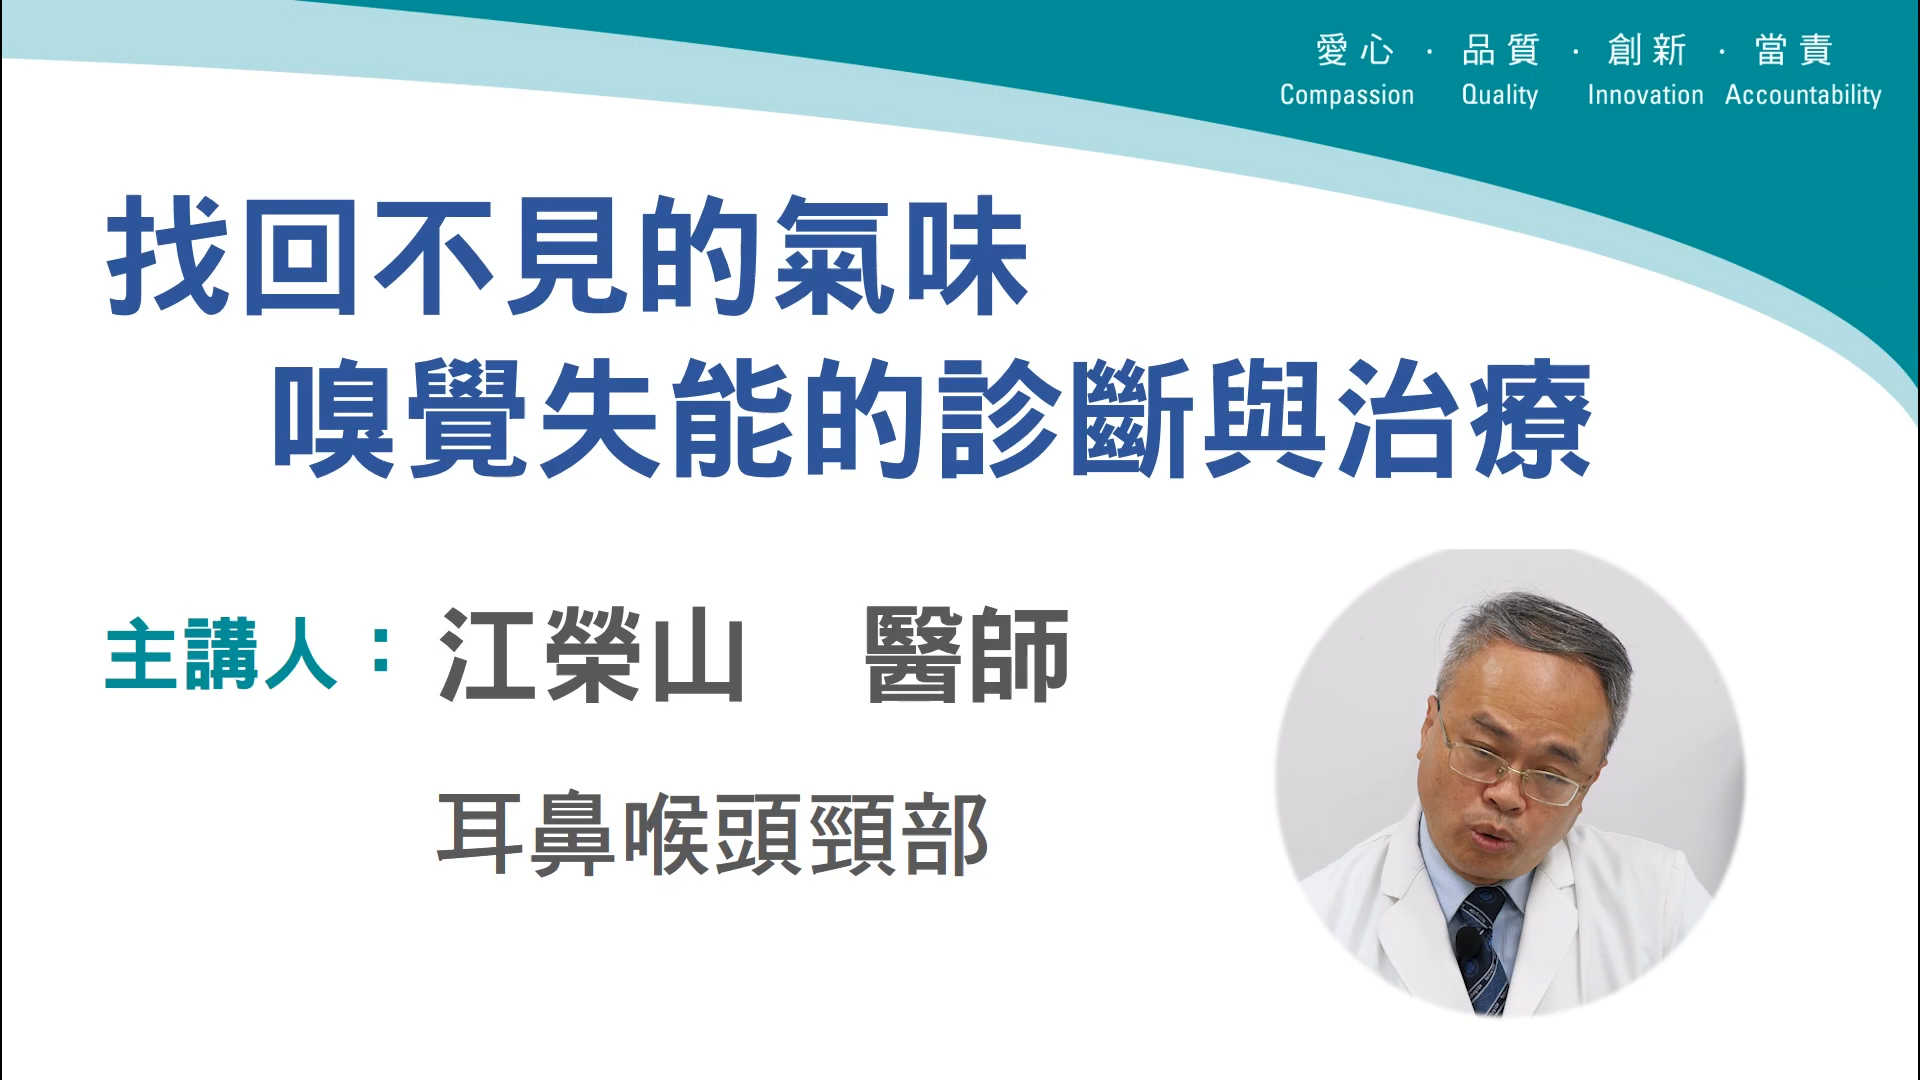 愛心 · 品質 · 創新 · 當責
Compassion Quality Innovation Accountability
找回不見的氣味
嗅覺失能的診斷與治療
主講人：江榮山 醫師
耳鼻喉頭頸部